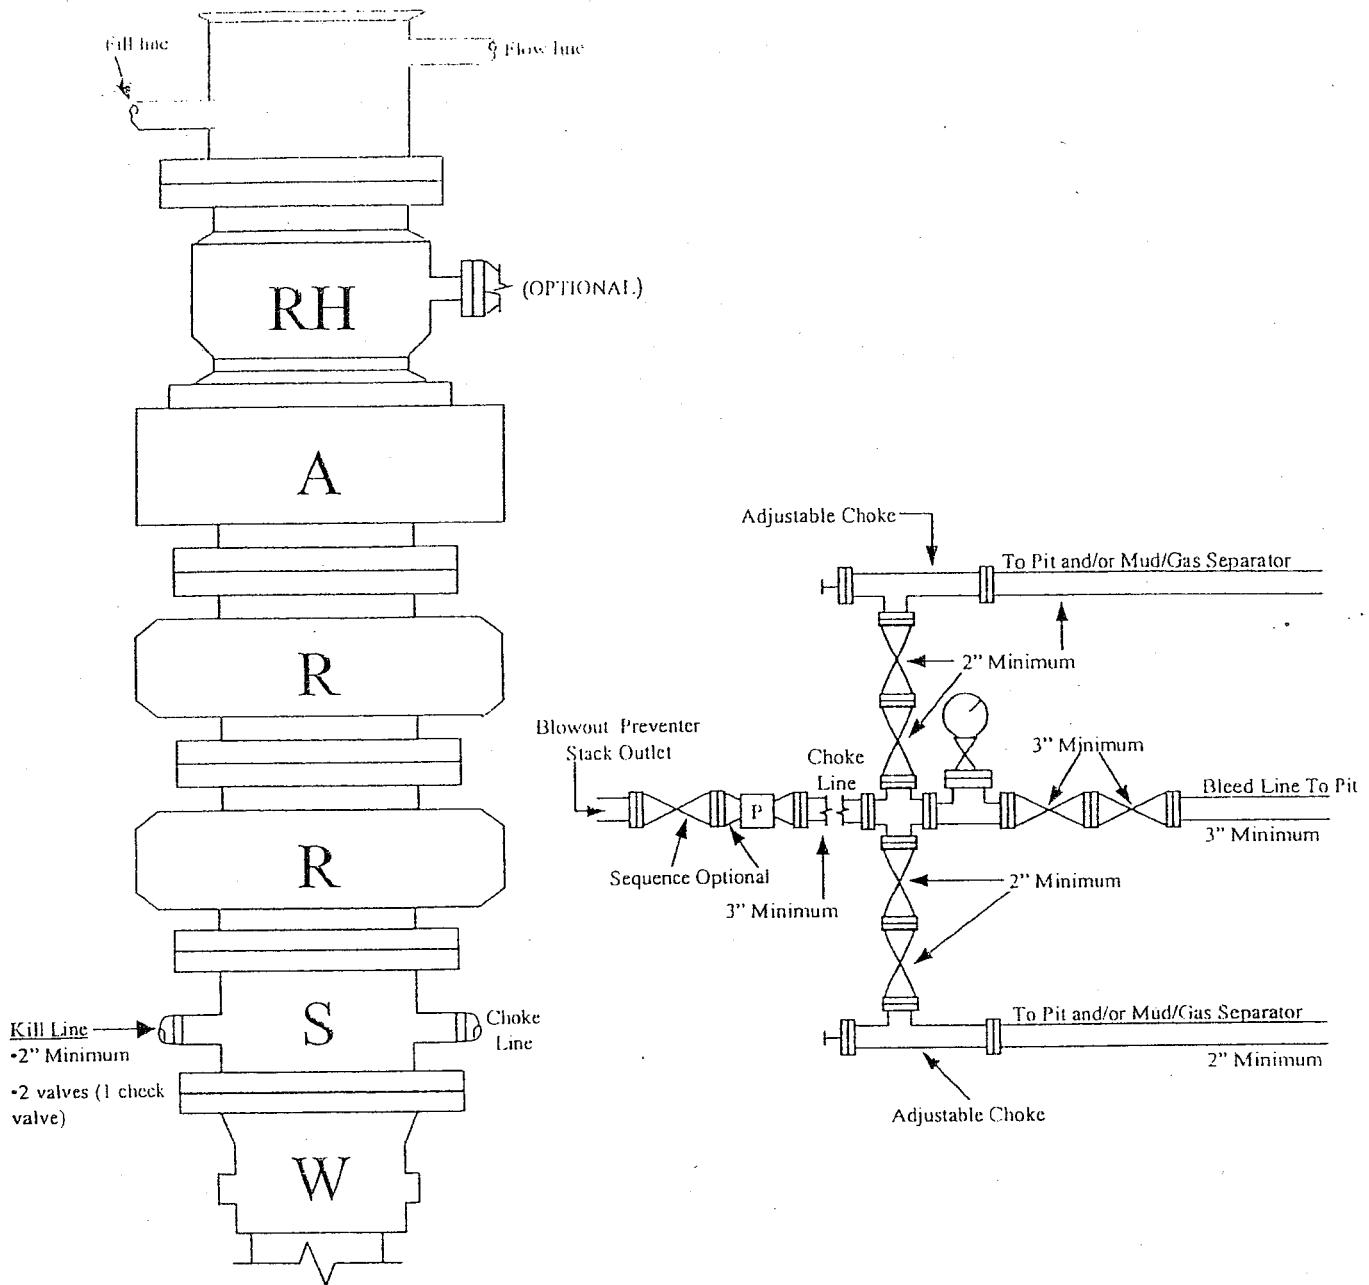 Fill line
Flow line
RH
(OPTIONAL)
A
R
R
S
Kill Line
•2" Minimum
•2 valves (1 check
valve)
Choke
Line
W
Adjustable Choke
To Pit and/or Mud/Gas Separator
2" Minimum
Blowout Preventer
Stack Outlet
Choke
Line
3" Minimum
P
Bleed Line To Pit
3" Minimum
Sequence Optional
3" Minimum
2" Minimum
To Pit and/or Mud/Gas Separator
2" Minimum
Adjustable Choke